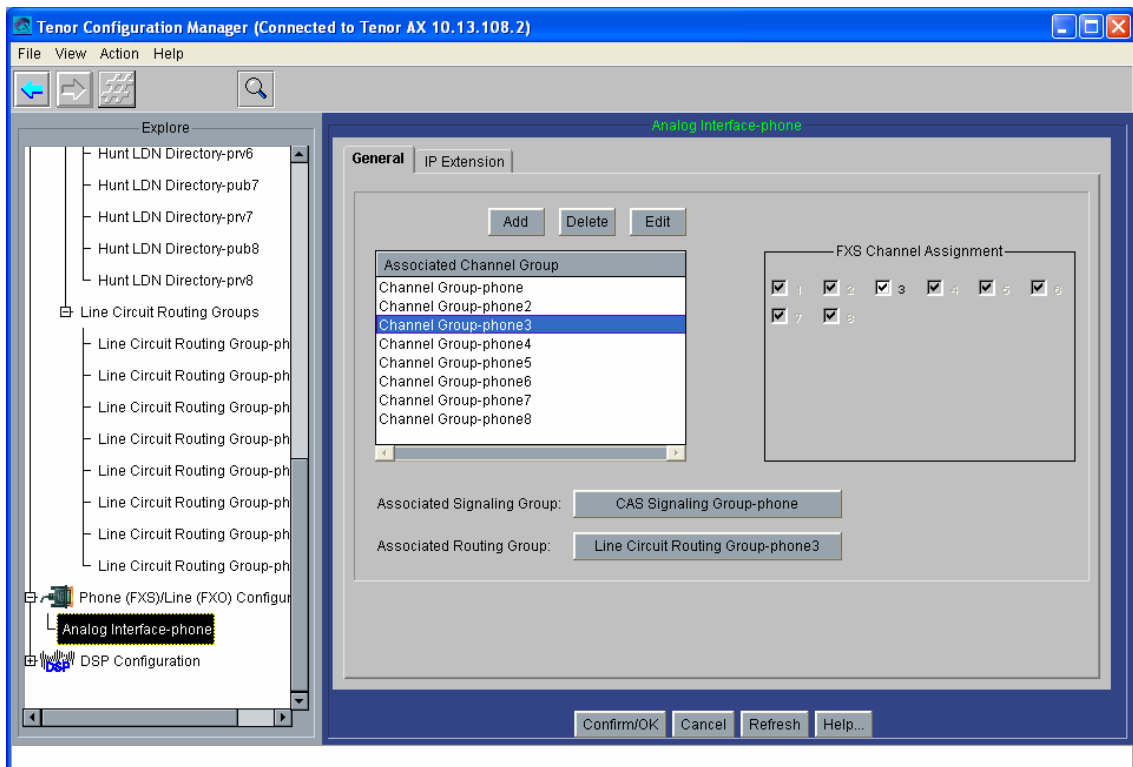 Tenor Configuration Manager (Connected to Tenor AX 10.13.108.2)
File View Action Help
Explore
Hunt LDN Directory-prv6
Hunt LDN Directory-pub7
Hunt LDN Directory-prv7
Hunt LDN Directory-pub8
Hunt LDN Directory-prv8
Line Circuit Routing Groups
Line Circuit Routing Group-ph
Line Circuit Routing Group-ph
Line Circuit Routing Group-ph
Line Circuit Routing Group-ph
Line Circuit Routing Group-ph
Line Circuit Routing Group-ph
Line Circuit Routing Group-ph
Line Circuit Routing Group-ph
Phone (FXS)/Line (FXO) Configur
Analog Interface-phone
DSP DSP Configuration
Analog Interface-phone
General IP Extension
Add Delete Edit
Associated Channel Group
Channel Group-phone
Channel Group-phone2
Channel Group-phone3
Channel Group-phone4
Channel Group-phone5
Channel Group-phone6
Channel Group-phone7
Channel Group-phone8
FXS Channel Assignment
1 2 3 4 5 6
7 8
Associated Signaling Group: CAS Signaling Group-phone
Associated Routing Group: Line Circuit Routing Group-phone3
Confirm/OK Cancel Refresh Help...